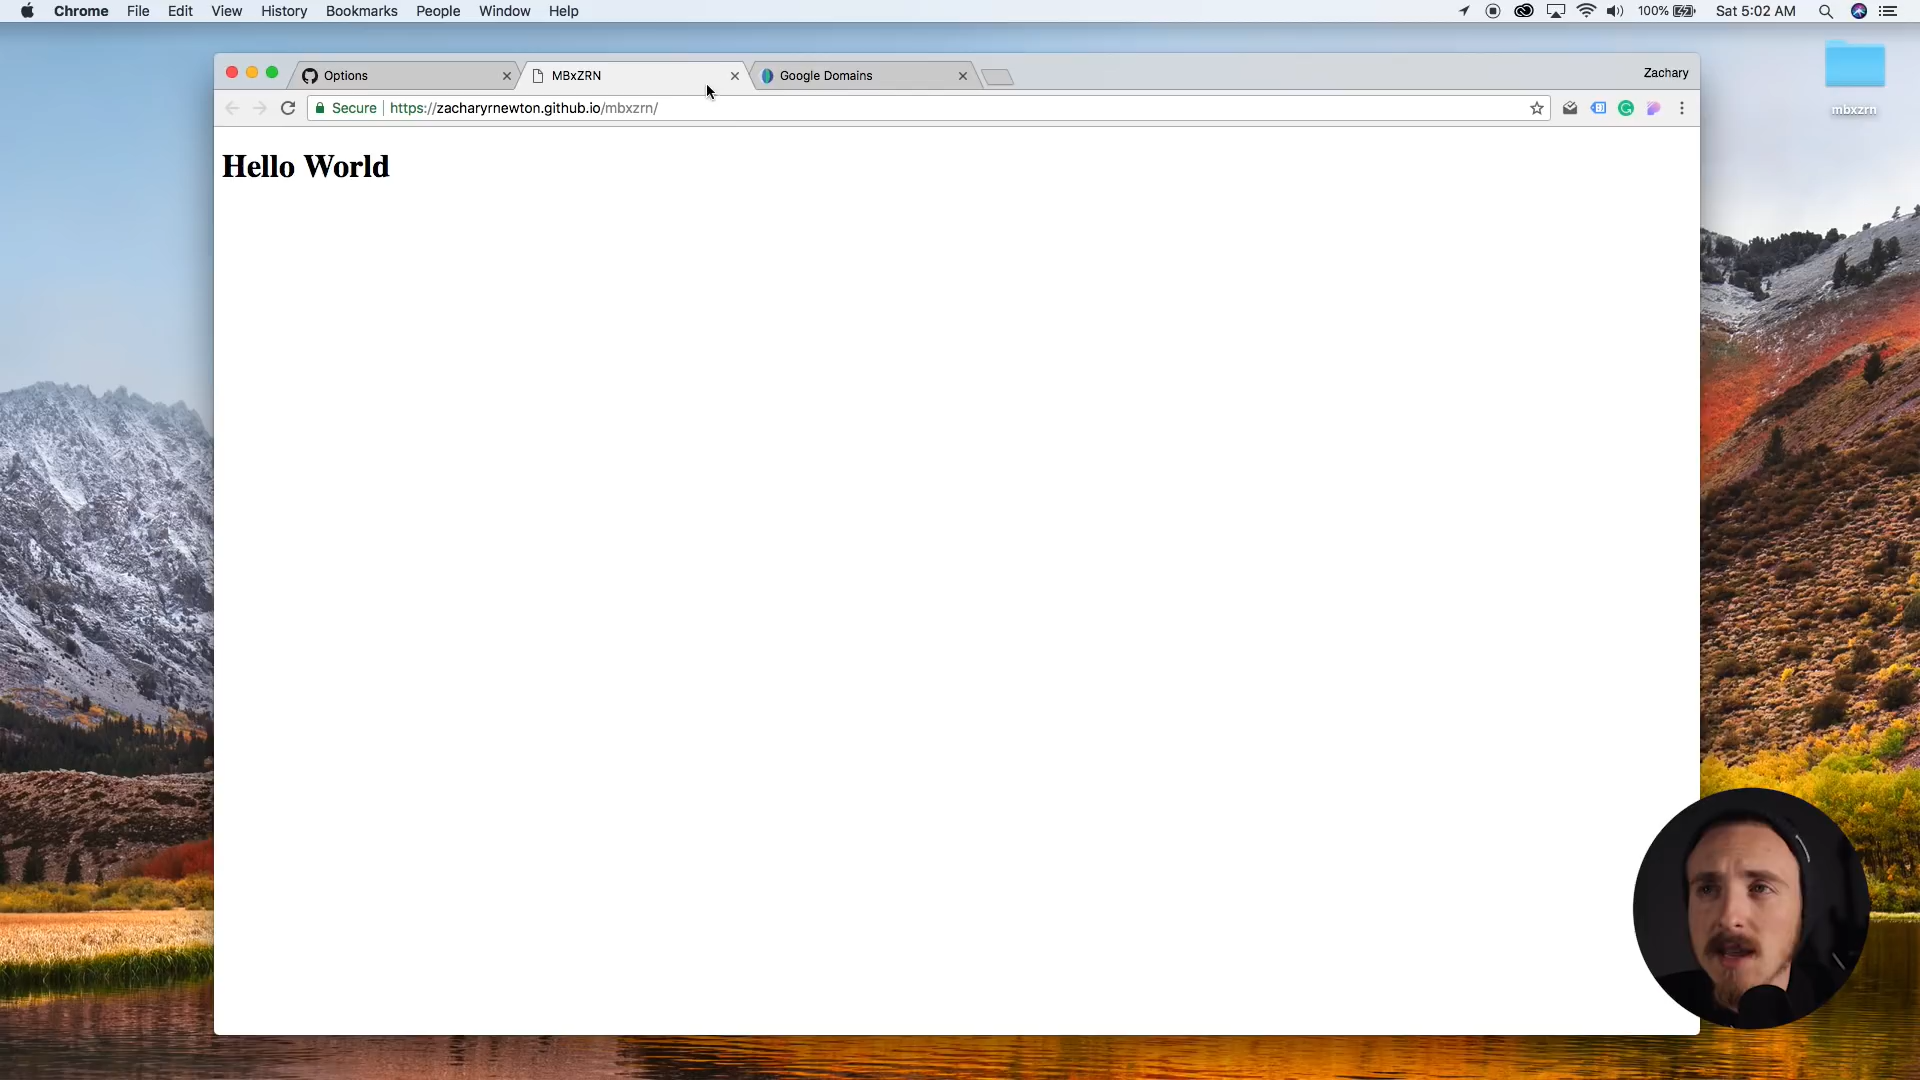 Chrome File Edit View History Bookmarks People Window Help 100% Sat 5:02 AM
Options MBxZRN Google Domains Zachary
Secure https://zacharyrnewton.github.io/mbxzrn/
mbxzrn
Hello World